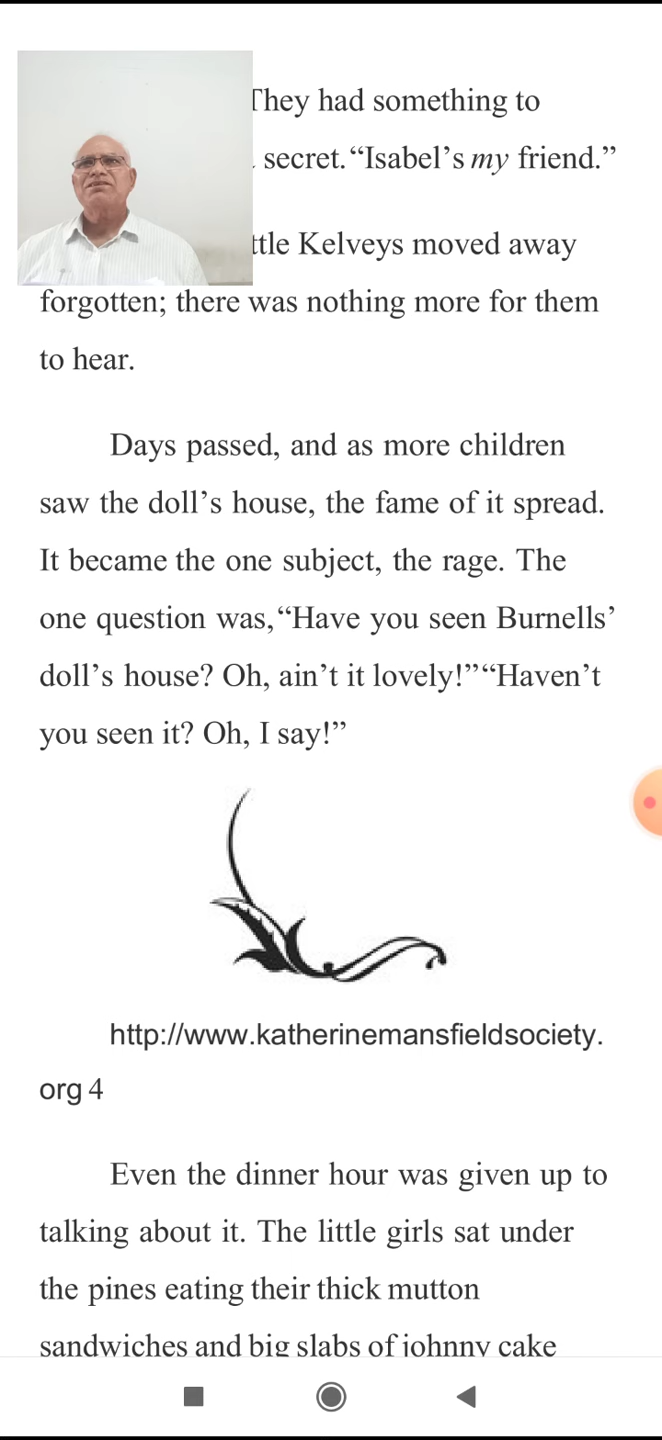 They had something to
secret. “Isabel’s my friend.”
Kelveys moved away
forgotten; there was nothing more for them
to hear.
Days passed, and as more children
saw the doll’s house, the fame of it spread.
It became the one subject, the rage. The
one question was, “Have you seen Burnells’
doll’s house? Oh, ain’t it lovely!” “Haven’t
you seen it? Oh, I say!”
http://www.katherinemansfieldsociety.
org 4
Even the dinner hour was given up to
talking about it. The little girls sat under
the pines eating their thick mutton
sandwiches and big slabs of johnny cake